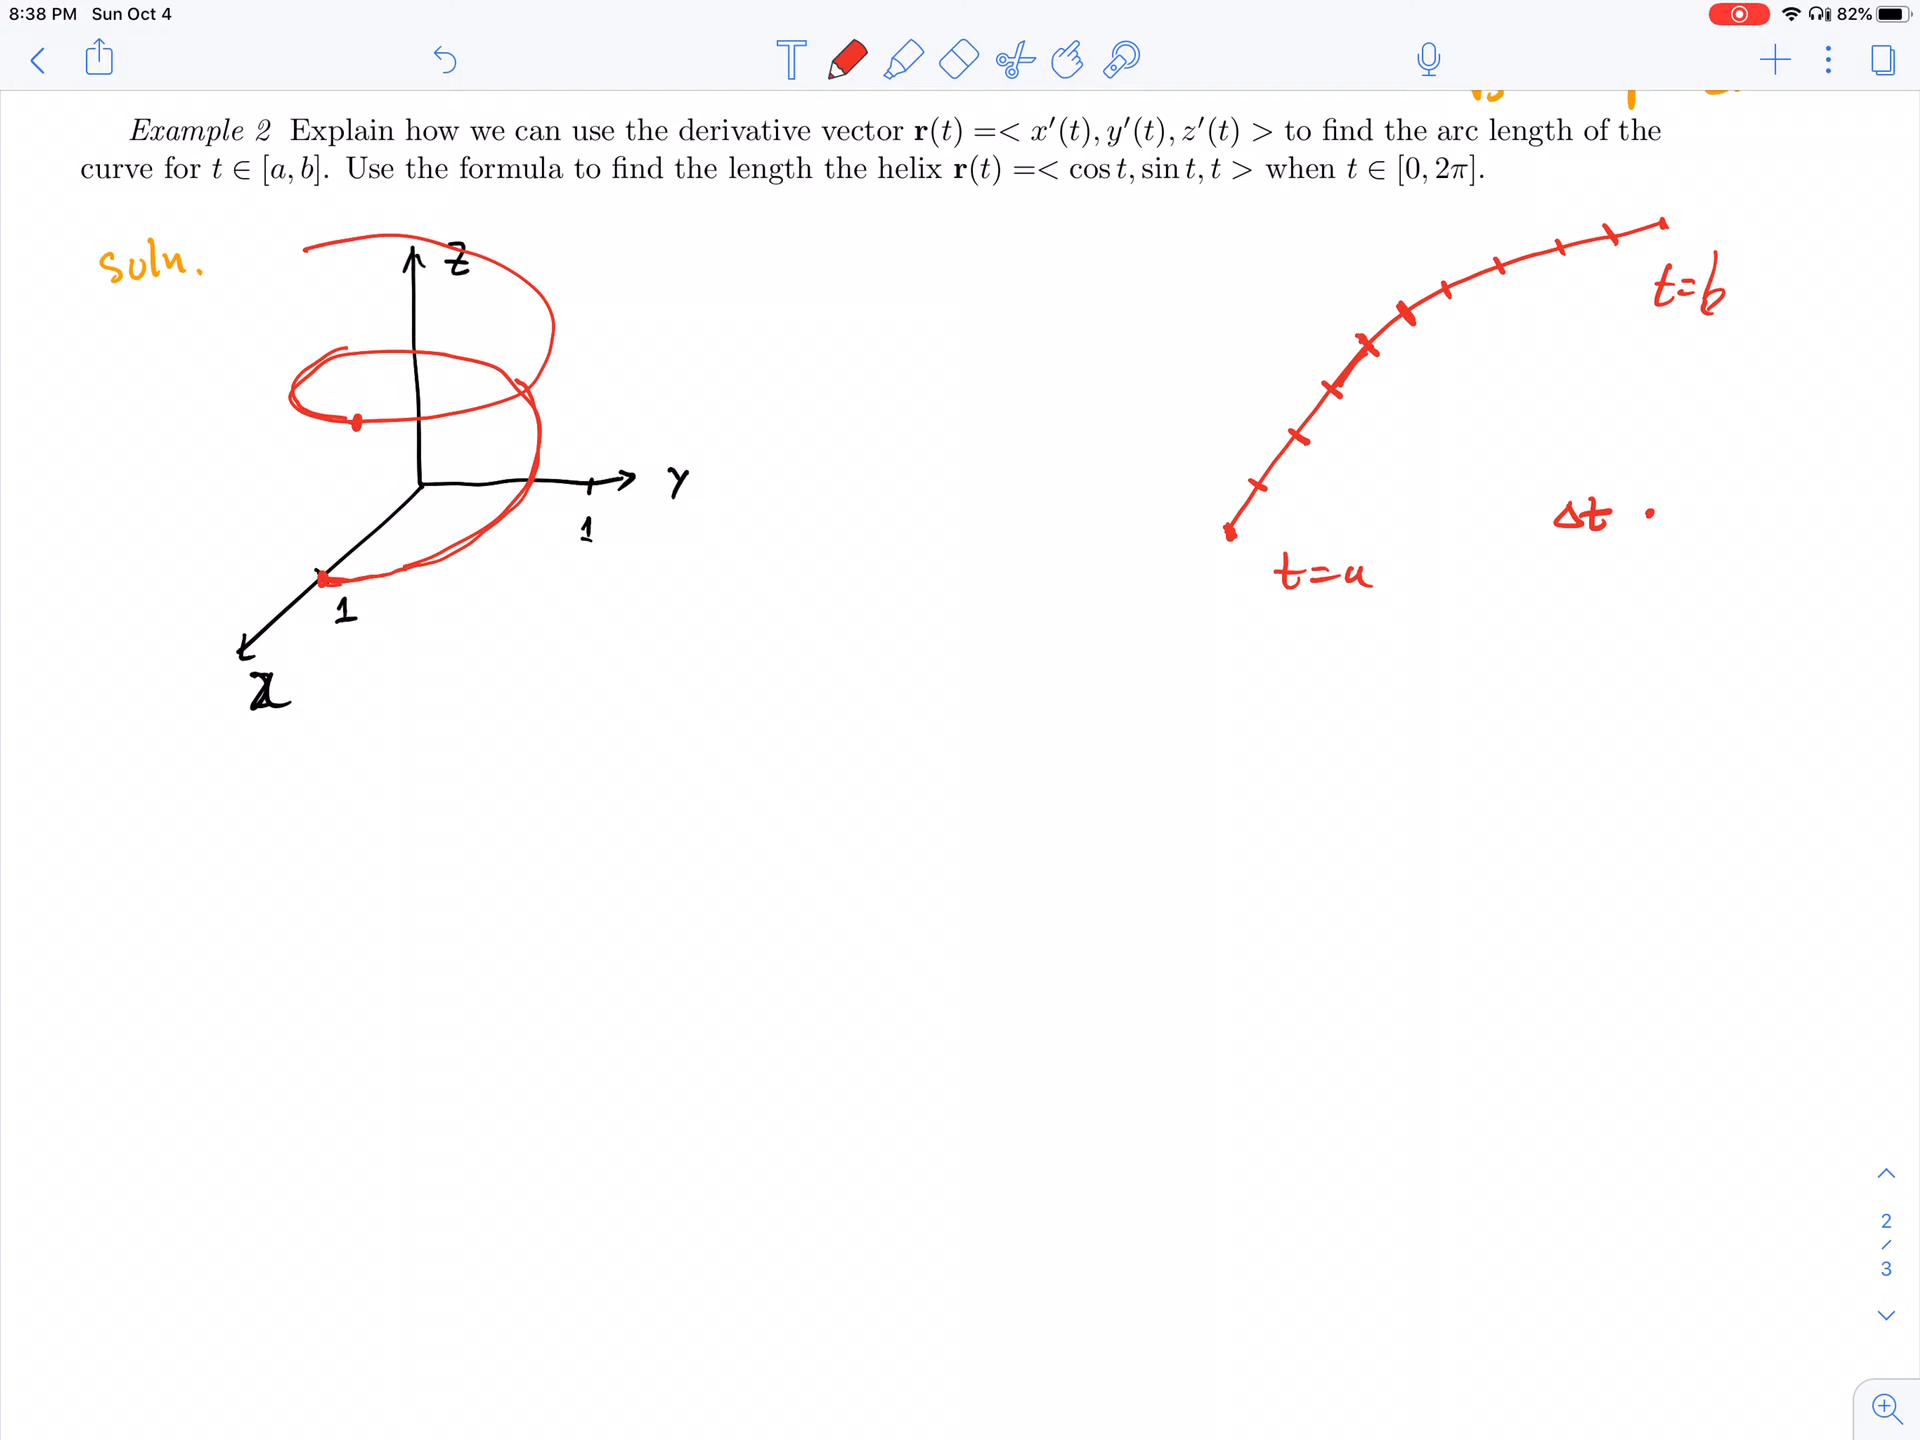 8:38 PM Sun Oct 4
82%
Example 2 Explain how we can use the derivative vector r(t) =< x′(t), y′(t), z′(t) > to find the arc length of the
curve for t ∈ [a, b]. Use the formula to find the length the helix r(t) =< cos t, sin t, t > when t ∈ [0, 2π].
Soln.
z
t=b
y
1
Δt ·
t=a
1
x
2
/
3